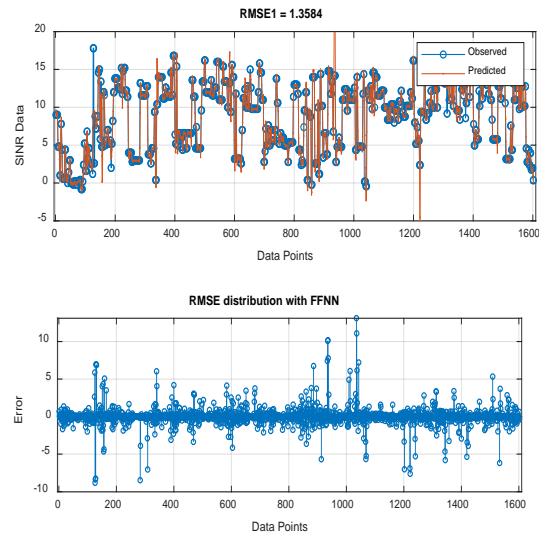 RMSE1 = 1.3584
20
15
10
5
0
-5
SINR Data
Observed
Predicted
0 200 400 600 800 1000 1200 1400 1600
Data Points
RMSE distribution with FFNN
10
5
0
-5
-10
Error
0 200 400 600 800 1000 1200 1400 1600
Data Points